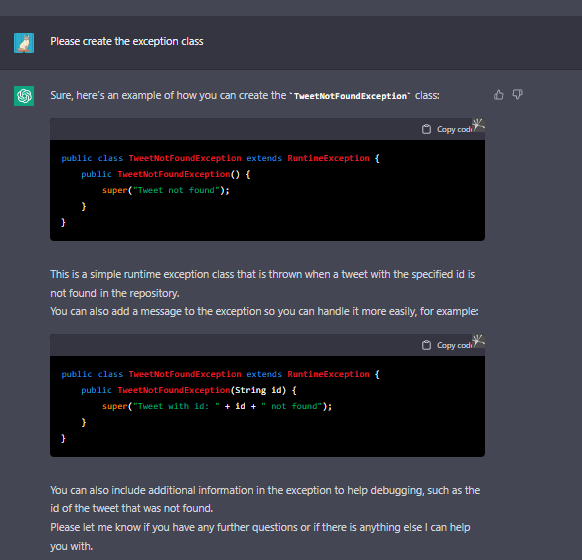 Please create the exception class
Sure, here's an example of how you can create the `TweetNotFoundException` class:
Copy code
public class TweetNotFoundException extends RuntimeException {
    public TweetNotFoundException() {
        super("Tweet not found");
    }
}
This is a simple runtime exception class that is thrown when a tweet with the specified id is
not found in the repository.
You can also add a message to the exception so you can handle it more easily, for example:
Copy code
public class TweetNotFoundException extends RuntimeException {
    public TweetNotFoundException(String id) {
        super("Tweet with id: " + id + " not found");
    }
}
You can also include additional information in the exception to help debugging, such as the
id of the tweet that was not found.
Please let me know if you have any further questions or if there is anything else I can help
you with.